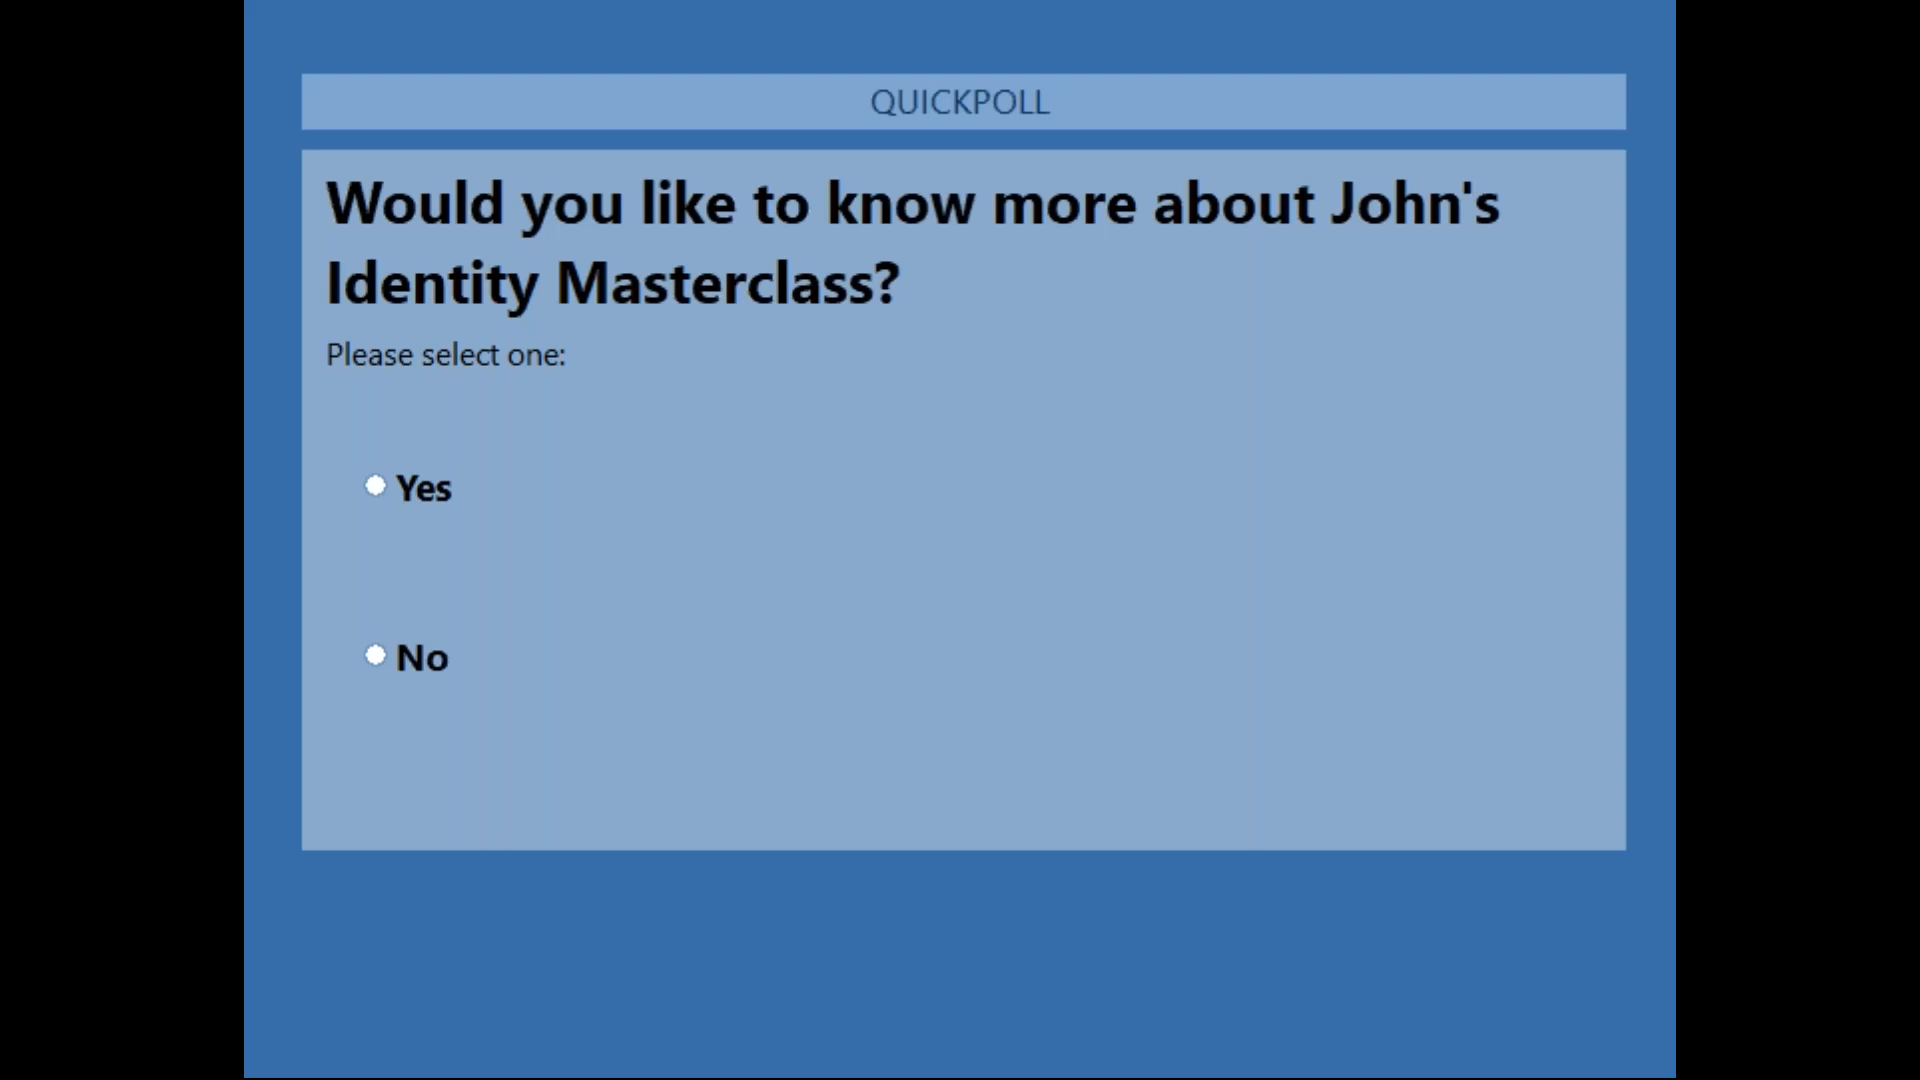 QUICKPOLL
Would you like to know more about John's
Identity Masterclass?
Please select one:
Yes
No